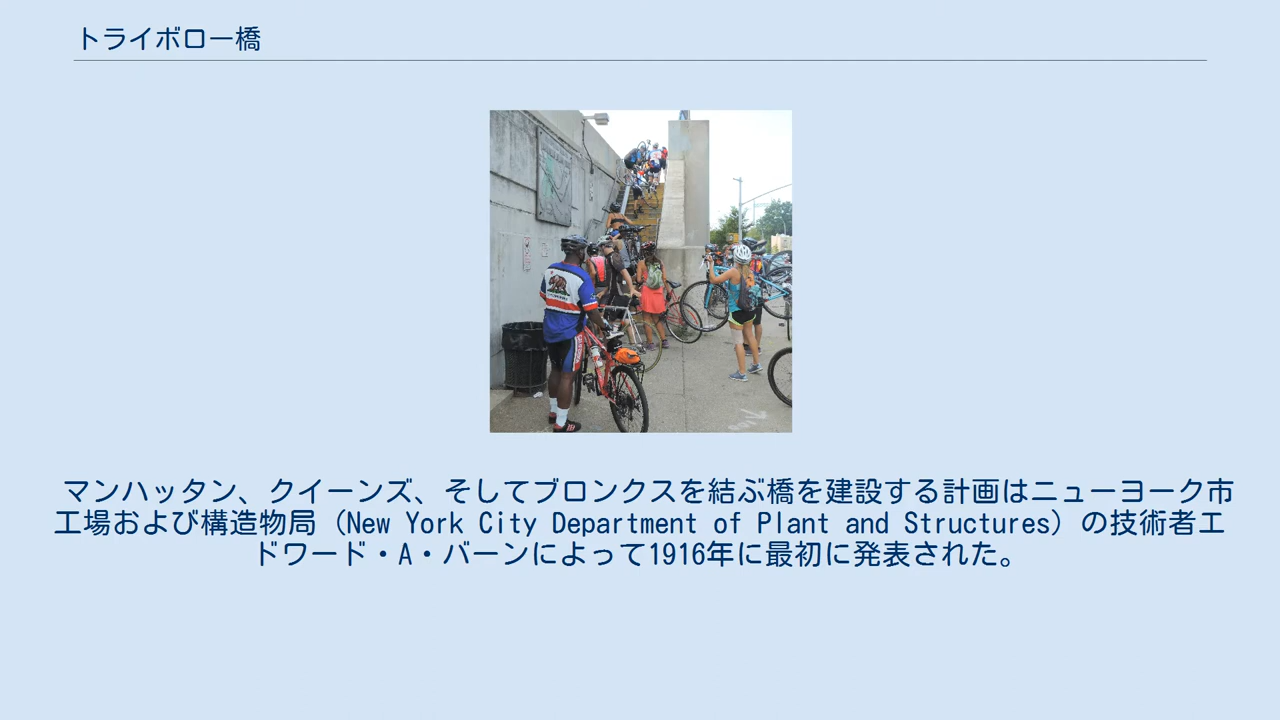 トライボロー橋
マンハッタン、クイーンズ、そしてブロンクスを結ぶ橋を建設する計画はニューヨーク市
工場および構造物局（New York City Department of Plant and Structures）の技術者エ
ドワード・A・バーンによって1916年に最初に発表された。